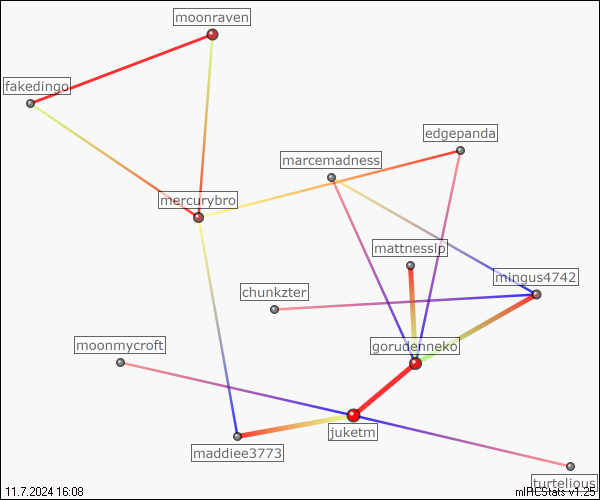 moonraven
fakedingo
edgepanda
marcemadness
mercurybro
mattnesslp
mingus4742
chunkzter
gorudenneko
moonmycroft
juketm
maddiee3773
turtelious
11.7.2024 16:08
mIRCStats v1.25